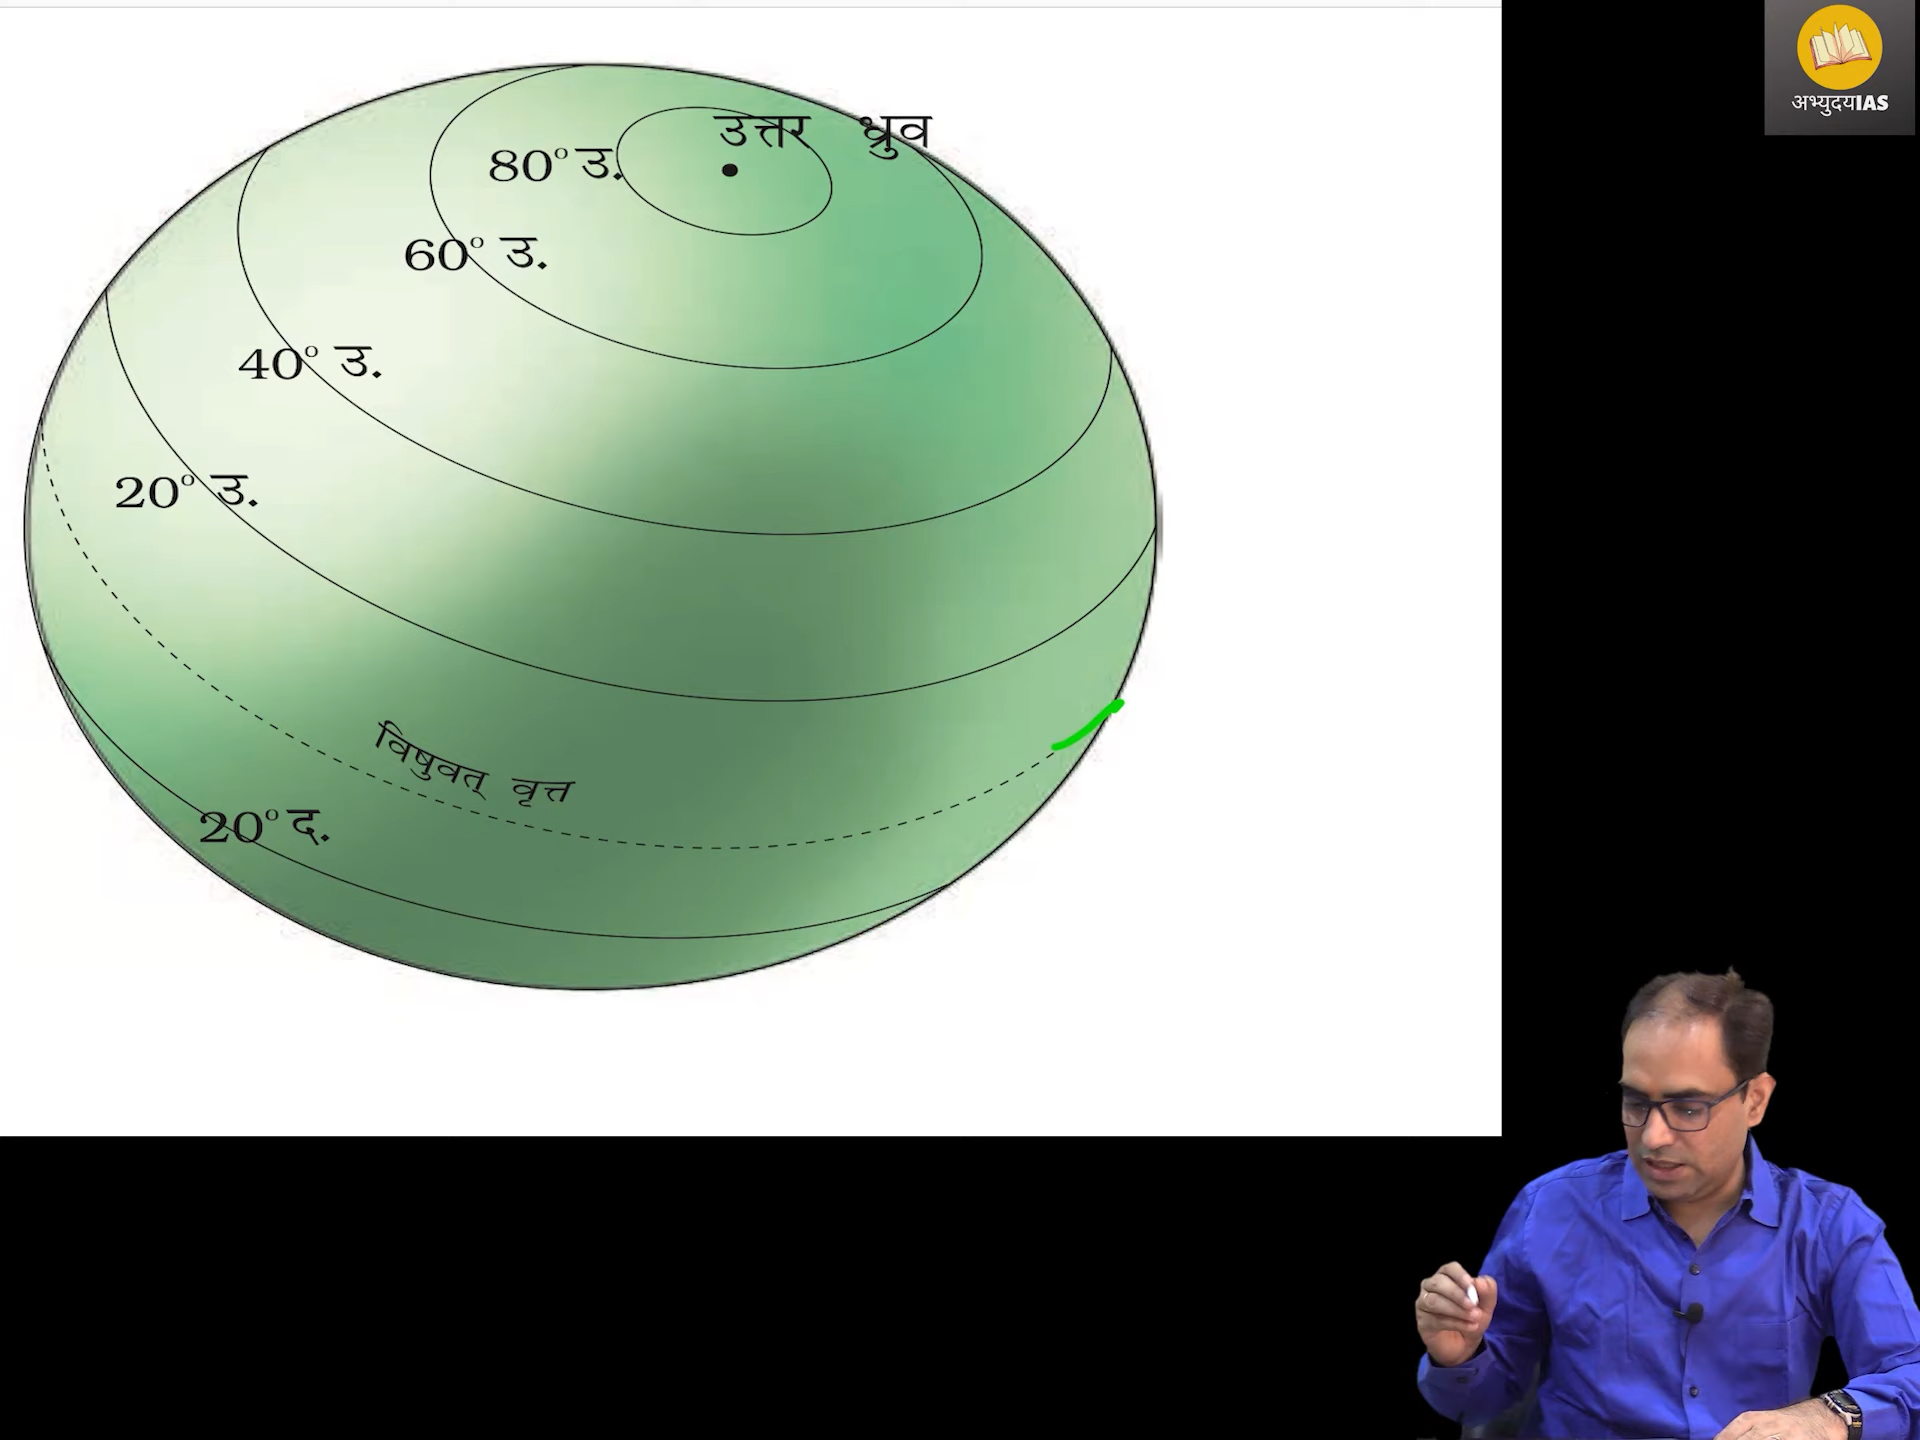 अभ्युदयIAS
उत्तर ध्रुव
80° उ.
60° उ.
40° उ.
20° उ.
विषुवत् वृत्त
20° द.